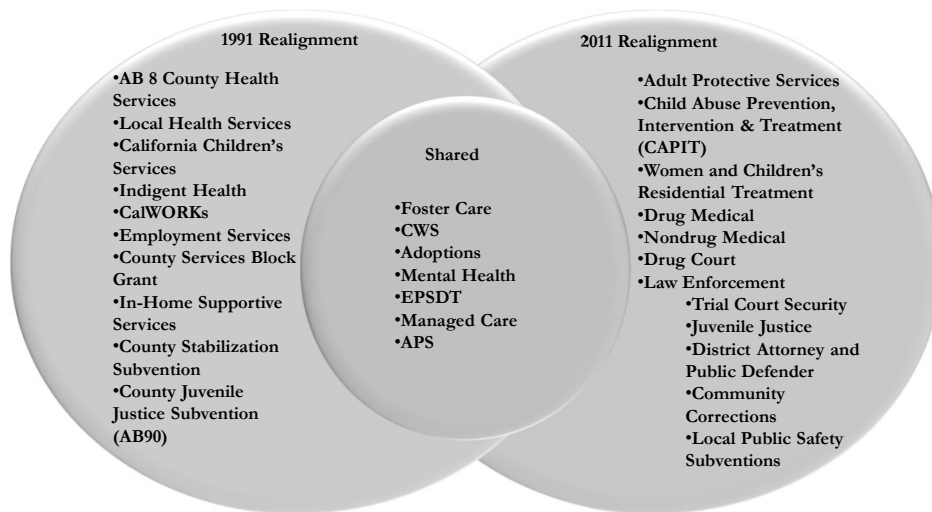 1991 Realignment
•AB 8 County Health
Services
•Local Health Services
•California Children's
Services
•Indigent Health
•CalWORKs
•Employment Services
•County Services Block
Grant
•In-Home Supportive
Services
•County Stabilization
Subvention
•County Juvenile
Justice Subvention
(AB90)
Shared
•Foster Care
•CWS
•Adoptions
•Mental Health
•EPSDT
•Managed Care
•APS
2011 Realignment
•Adult Protective Services
•Child Abuse Prevention,
Intervention & Treatment
(CAPIT)
•Women and Children's
Residential Treatment
•Drug Medical
•Nondrug Medical
•Drug Court
•Law Enforcement
•Trial Court Security
•Juvenile Justice
•District Attorney and
Public Defender
•Community
Corrections
•Local Public Safety
Subventions